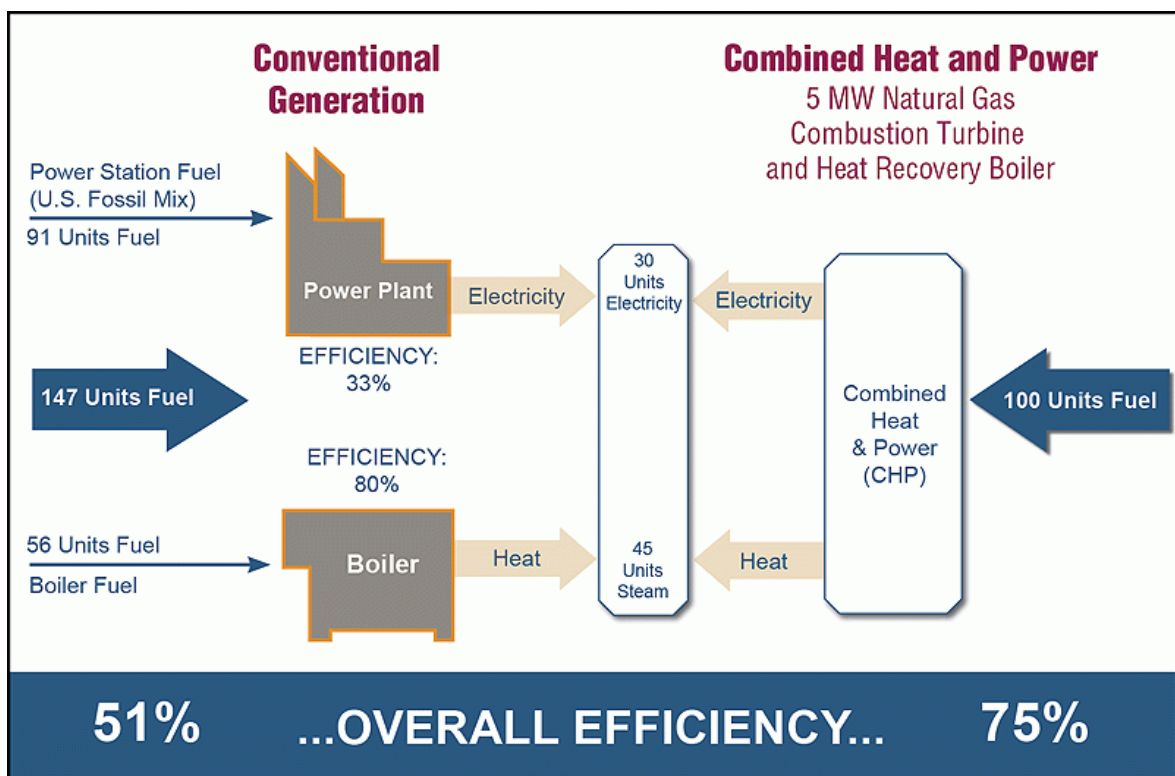 Conventional
Generation
Combined Heat and Power
5 MW Natural Gas
Combustion Turbine
and Heat Recovery Boiler
Power Station Fuel
(U.S. Fossil Mix)
91 Units Fuel
Power Plant
Electricity
30
Units
Electricity
Electricity
EFFICIENCY:
33%
147 Units Fuel
Combined
Heat
& Power
(CHP)
100 Units Fuel
EFFICIENCY:
80%
56 Units Fuel
Boiler Fuel
Boiler
Heat
45
Units
Steam
Heat
51% ...OVERALL EFFICIENCY... 75%